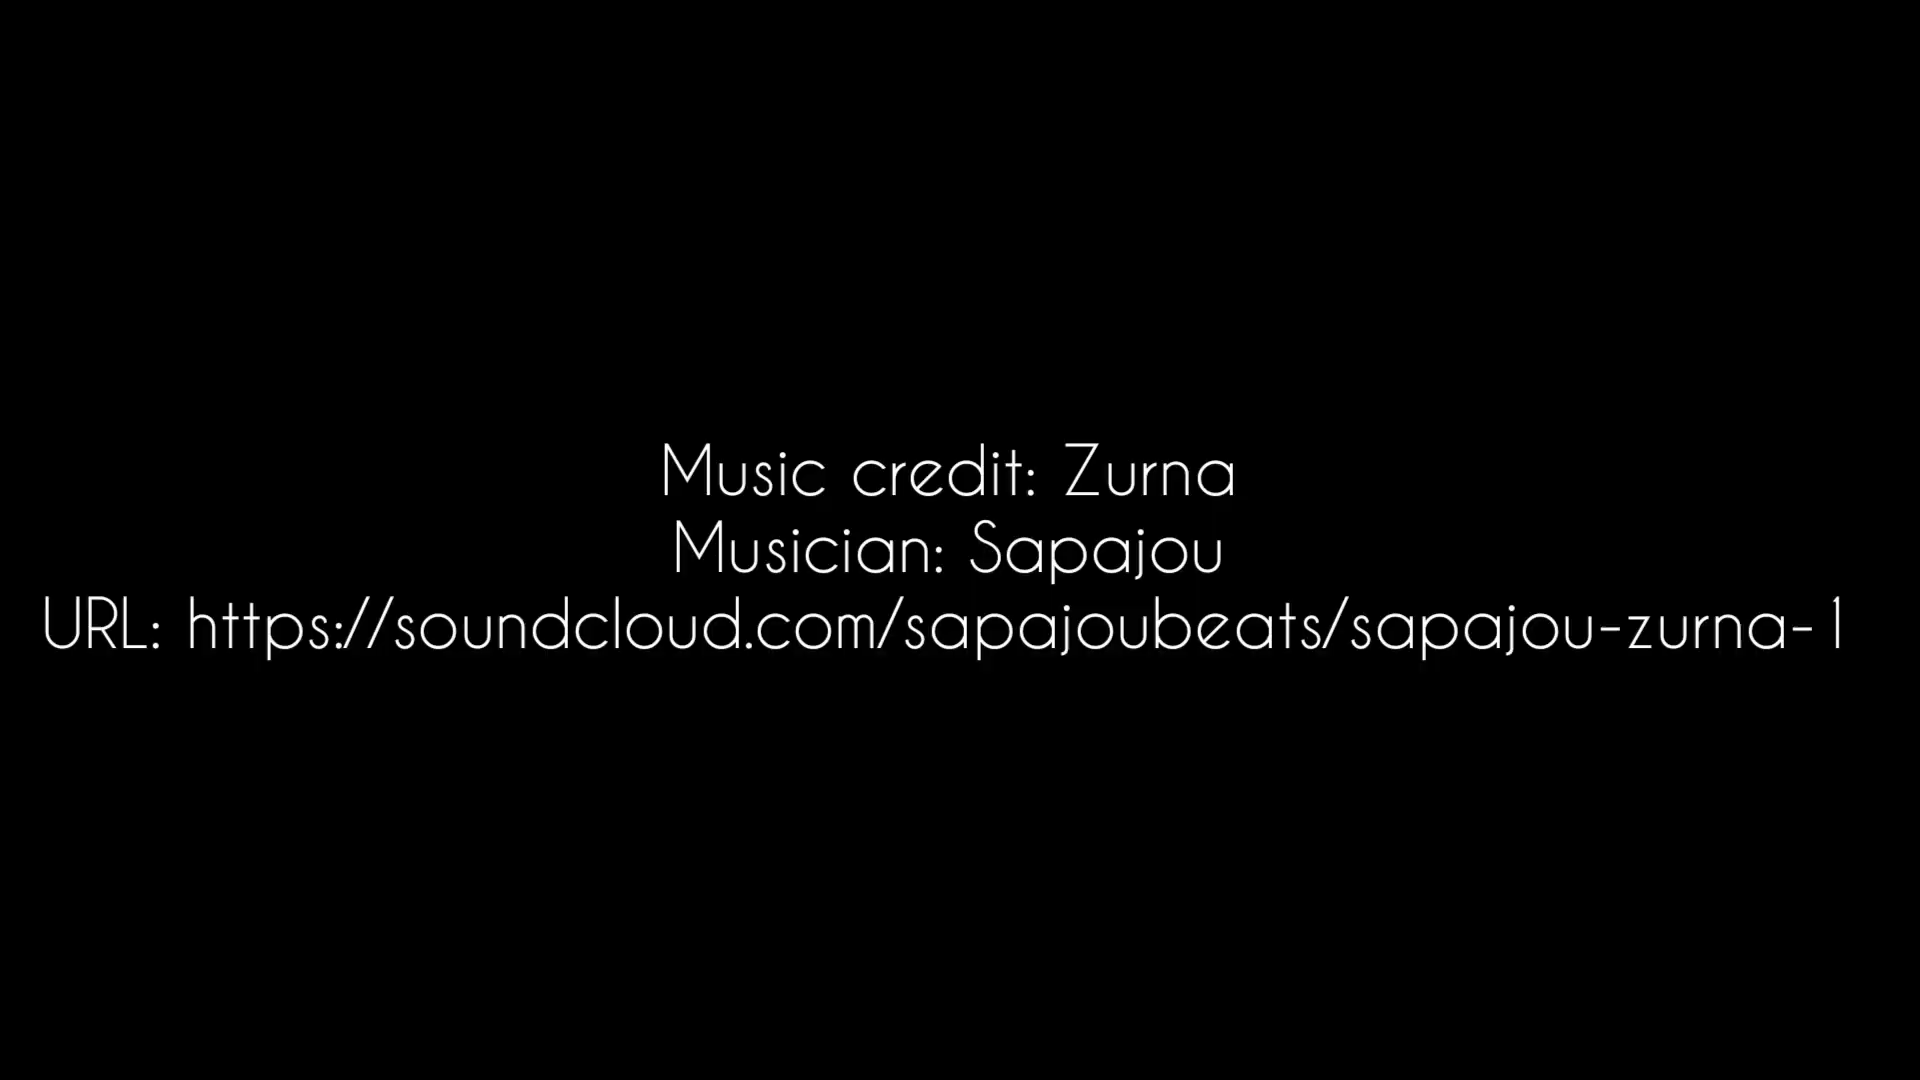 Music credit: Zurna
Musician: Sapajou
URL: https://soundcloud.com/sapajoubeats/sapajou-zurna-1